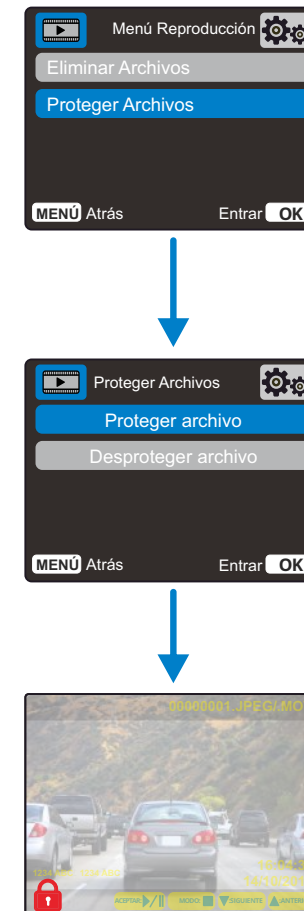 Menú Reproducción
Eliminar Archivos
Proteger Archivos
MENÚ Atrás Entrar OK
Proteger Archivos
Proteger archivo
Desproteger archivo
MENÚ Atrás Entrar OK
00000001.JPEG/.MO
ACEPTAR MODO SIGUIENTE